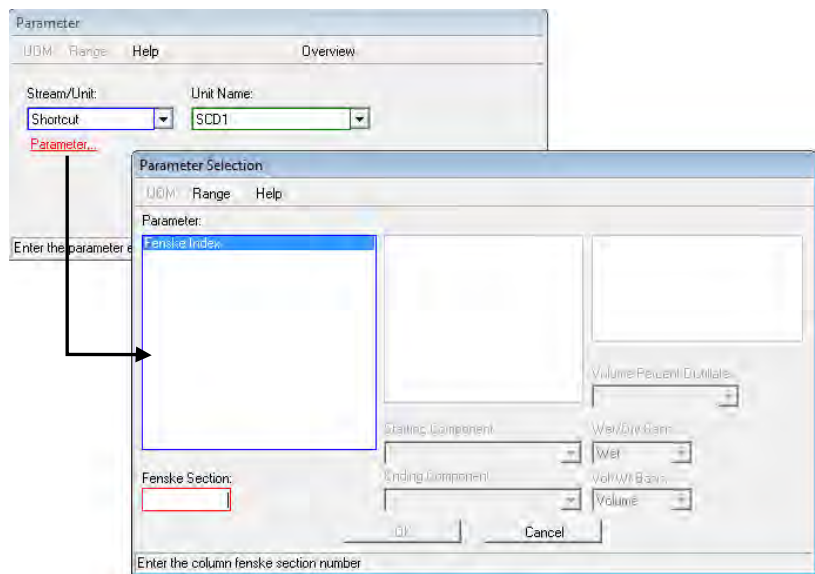 Parameter
UOM Range Help Overview
Stream/Unit: Unit Name:
Shortcut SCD1
Parameter...
Enter the parameter e
Parameter Selection
UOM Range Help
Parameter:
Fenske Index
Volume Percent Distillate:
Starting Component: Wet/Dry Basis:
Wet
Fenske Section: Ending Component: Vol/Wt Basis:
Volume
OK Cancel
Enter the column fenske section number